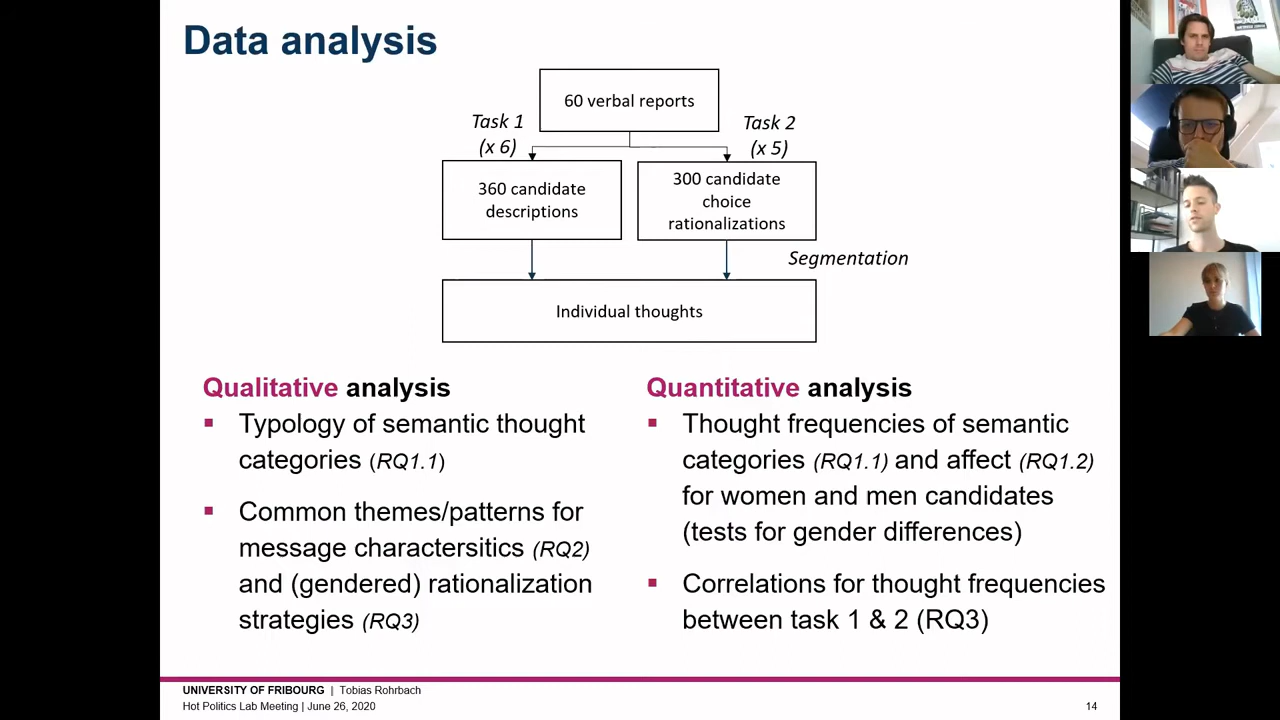 Data analysis
60 verbal reports
Task 1
(x 6)
Task 2
(x 5)
360 candidate
descriptions
300 candidate
choice
rationalizations
Segmentation
Individual thoughts
Qualitative analysis
▪ Typology of semantic thought
categories (RQ1.1)
▪ Common themes/patterns for
message charactersitics (RQ2)
and (gendered) rationalization
strategies (RQ3)
Quantitative analysis
▪ Thought frequencies of semantic
categories (RQ1.1) and affect (RQ1.2)
for women and men candidates
(tests for gender differences)
▪ Correlations for thought frequencies
between task 1 & 2 (RQ3)
UNIVERSITY OF FRIBOURG | Tobias Rohrbach
Hot Politics Lab Meeting | June 26, 2020
14